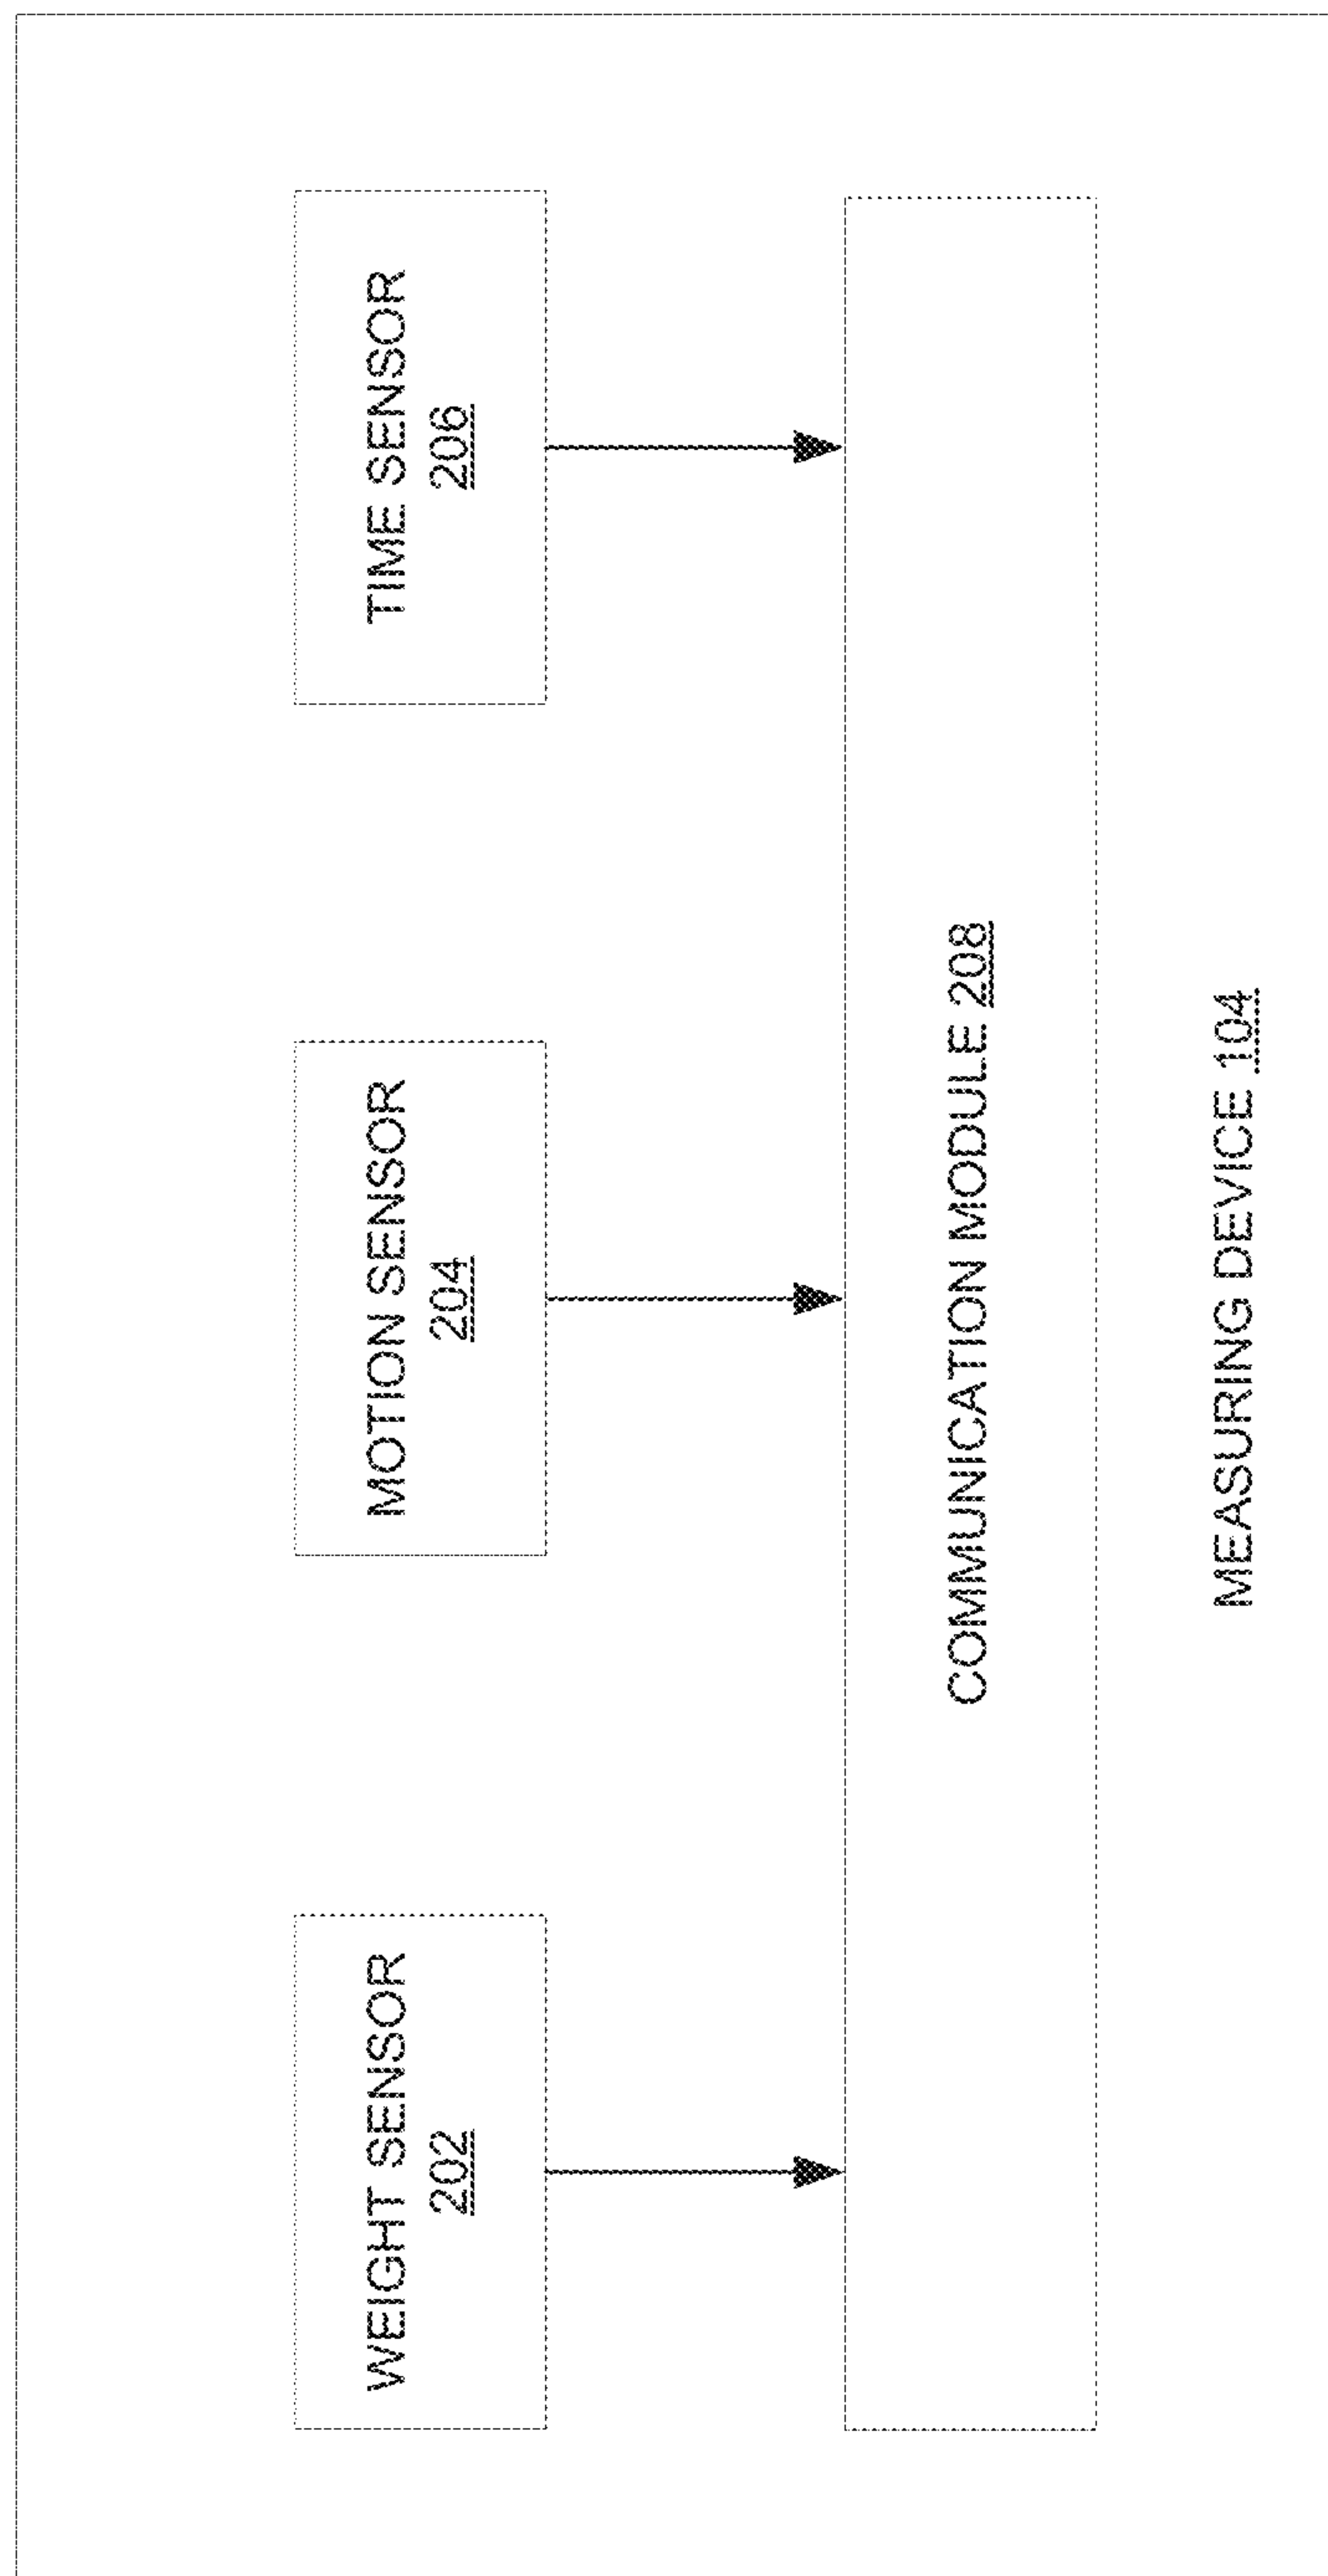 WEIGHT SENSOR
202
MOTION SENSOR
204
TIME SENSOR
206
COMMUNICATION MODULE 208
MEASURING DEVICE 104